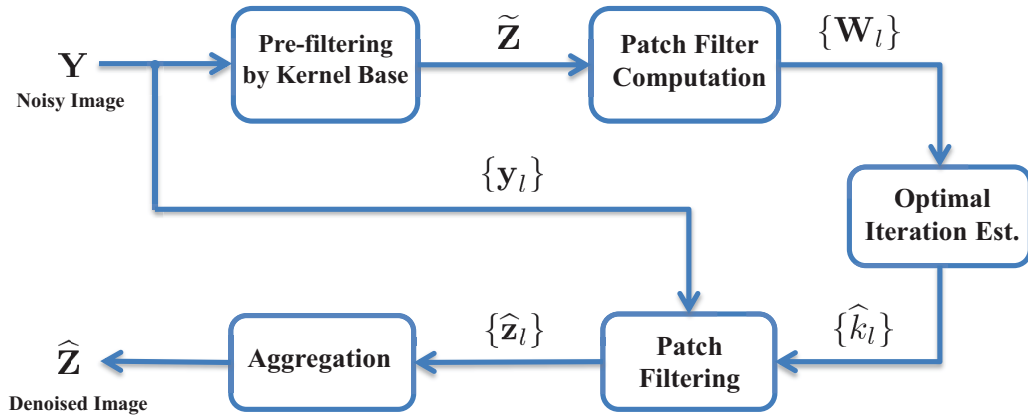 Y
Noisy Image
Pre-filtering
by Kernel Base
Z̃
Patch Filter
Computation
{W_l}
{y_l}
Optimal
Iteration Est.
Ẑ
Denoised Image
Aggregation
{ẑ_l}
Patch
Filtering
{k̂_l}